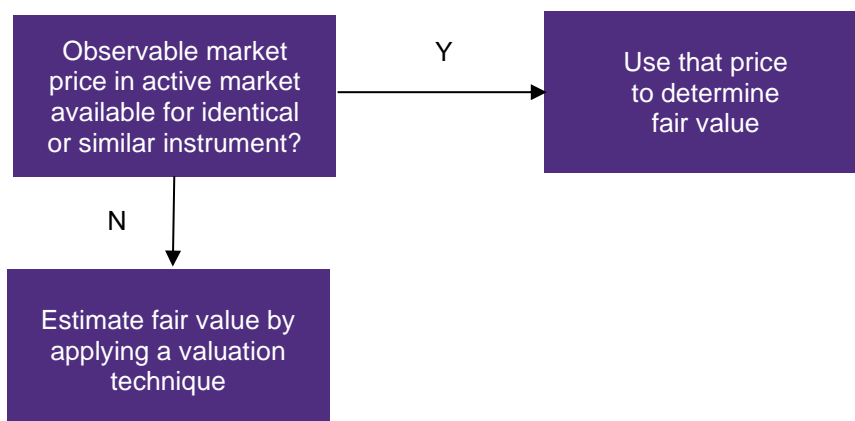 Observable market
price in active market
available for identical
or similar instrument?
Y
Use that price
to determine
fair value
N
Estimate fair value by
applying a valuation
technique